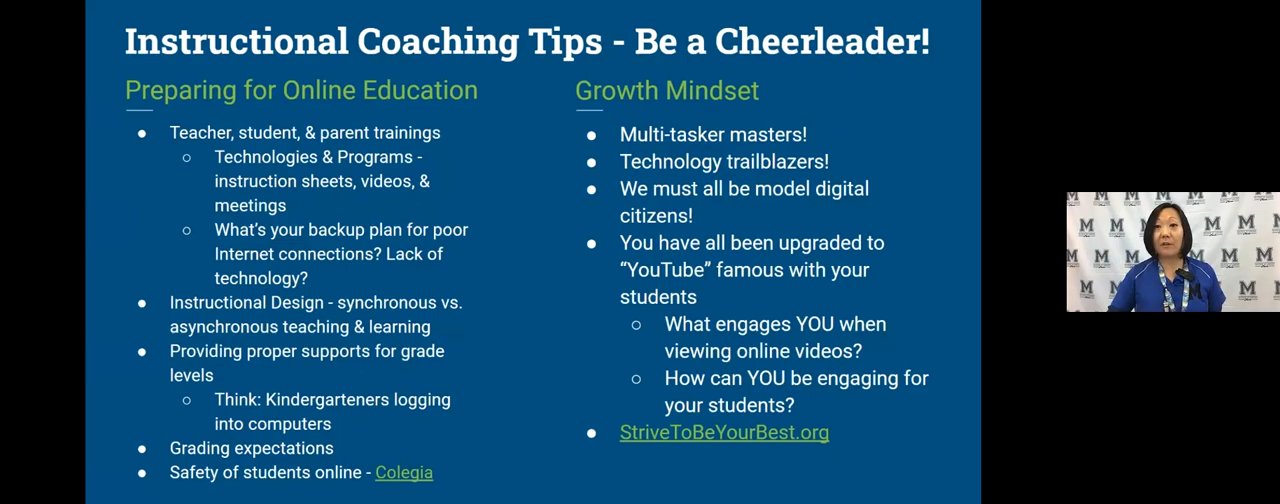 Instructional Coaching Tips - Be a Cheerleader!
Preparing for Online Education
● Teacher, student, & parent trainings
○ Technologies & Programs -
instruction sheets, videos, &
meetings
○ What's your backup plan for poor
Internet connections? Lack of
technology?
● Instructional Design - synchronous vs.
asynchronous teaching & learning
● Providing proper supports for grade
levels
○ Think: Kindergarteners logging
into computers
● Grading expectations
● Safety of students online - Colegia
Growth Mindset
● Multi-tasker masters!
● Technology trailblazers!
● We must all be model digital
citizens!
● You have all been upgraded to
“YouTube” famous with your
students
○ What engages YOU when
viewing online videos?
○ How can YOU be engaging for
your students?
● StriveToBeYourBest.org